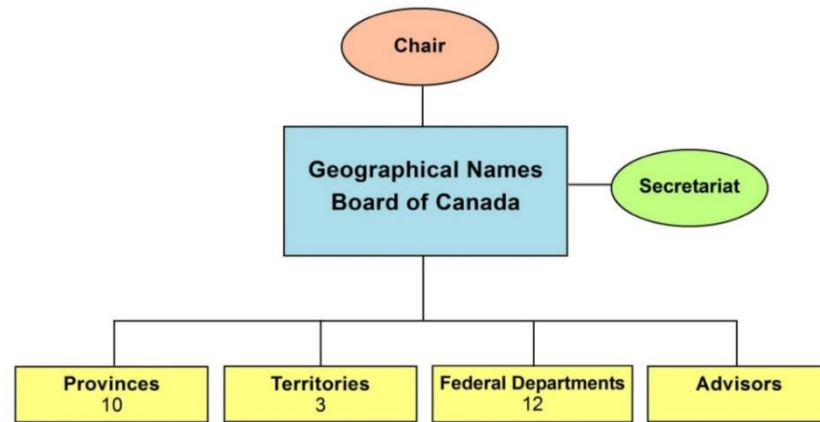 Chair
Geographical Names
Board of Canada
Secretariat
Provinces
10
Territories
3
Federal Departments
12
Advisors